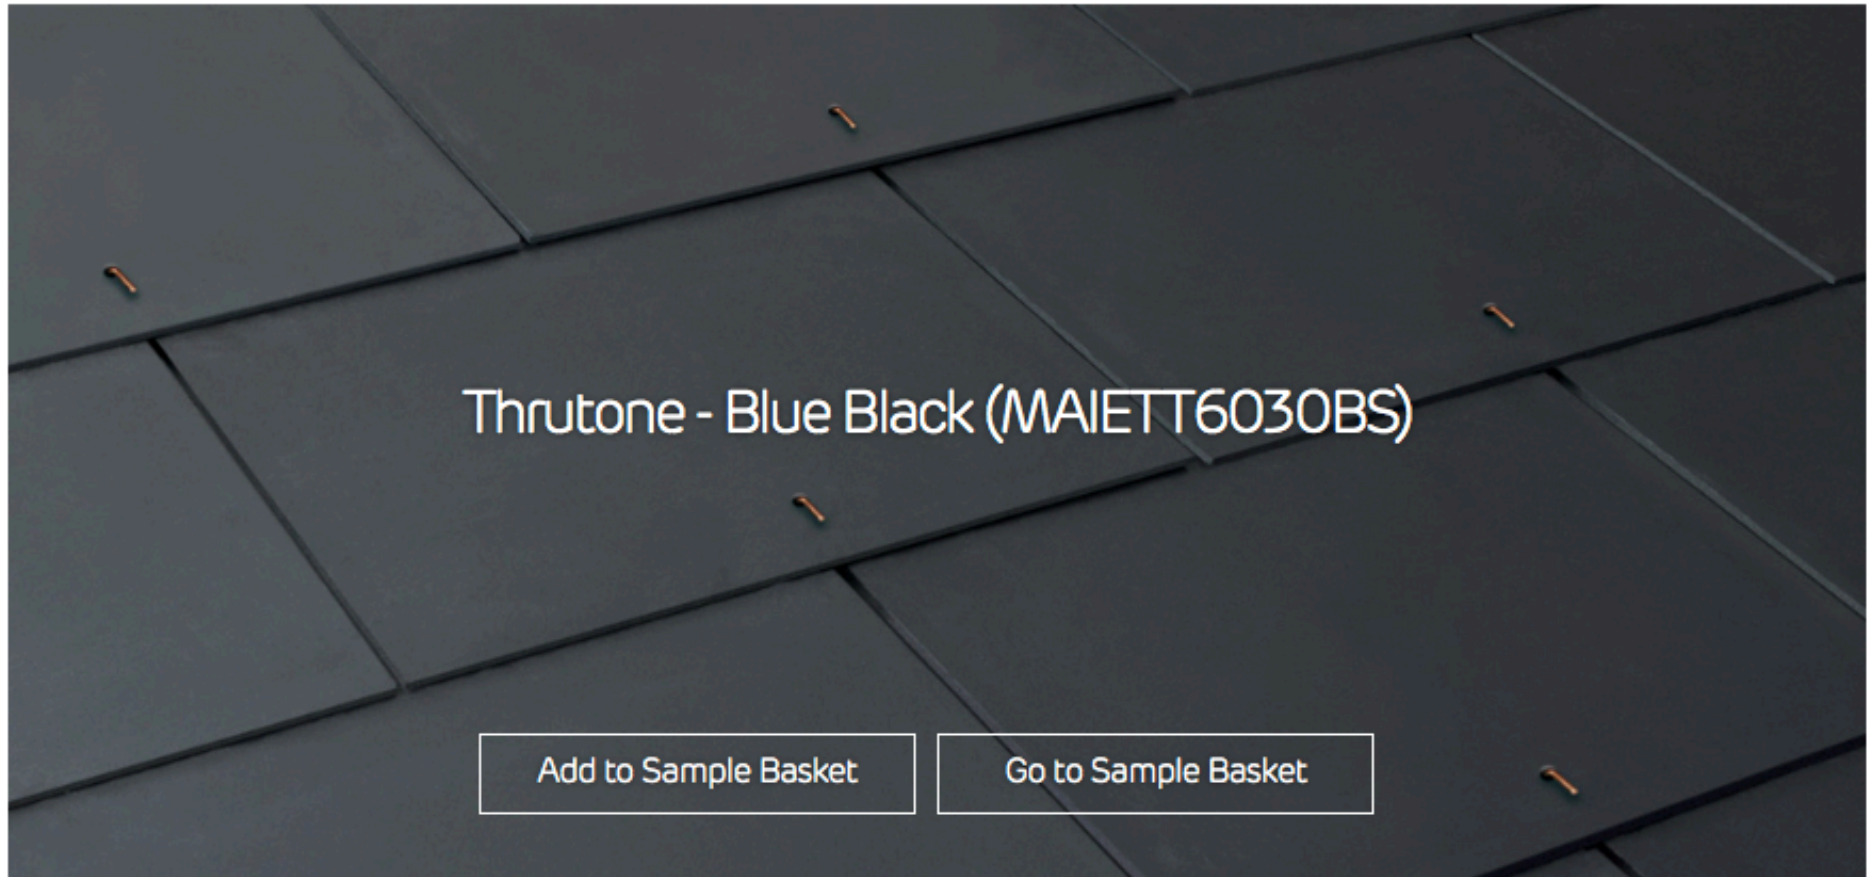 Thrutone - Blue Black (MAIETT6030BS)
Add to Sample Basket
Go to Sample Basket